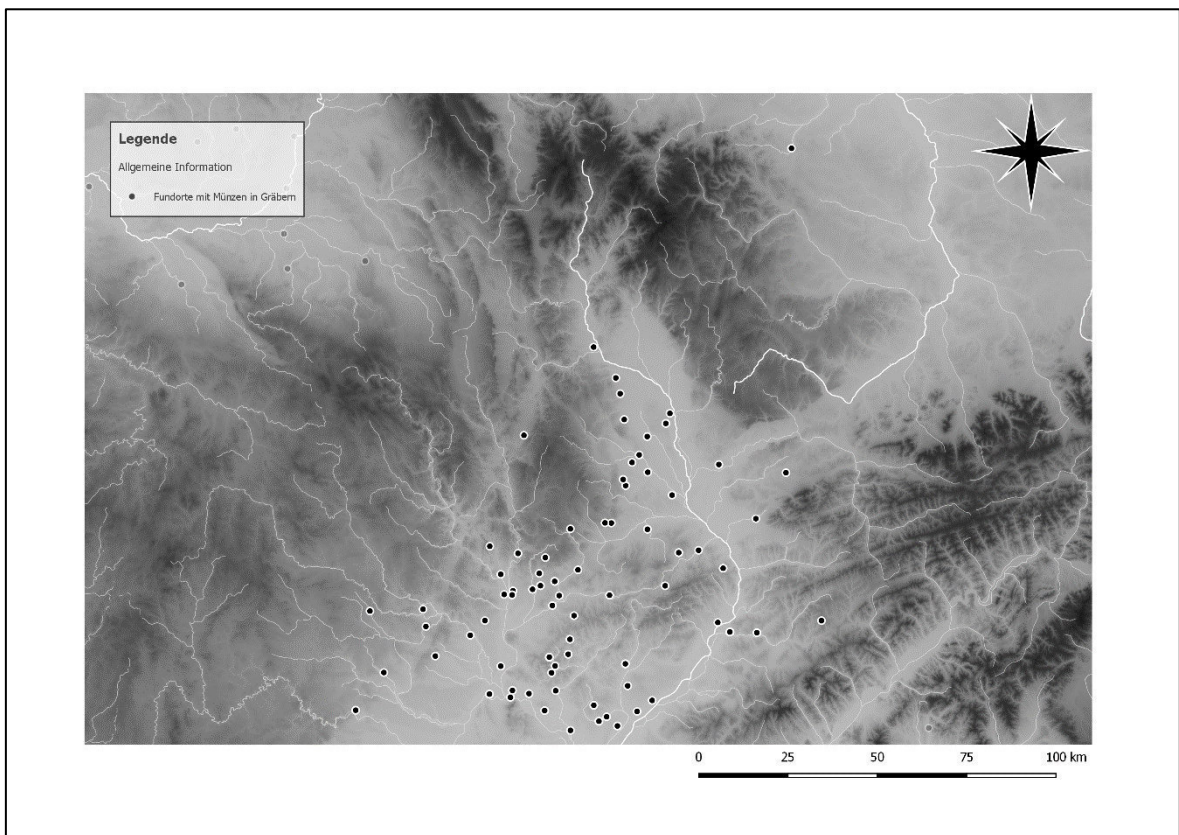 Legende
Allgemeine Information
Fundorte mit Münzen in Gräbern
0 25 50 75 100 km